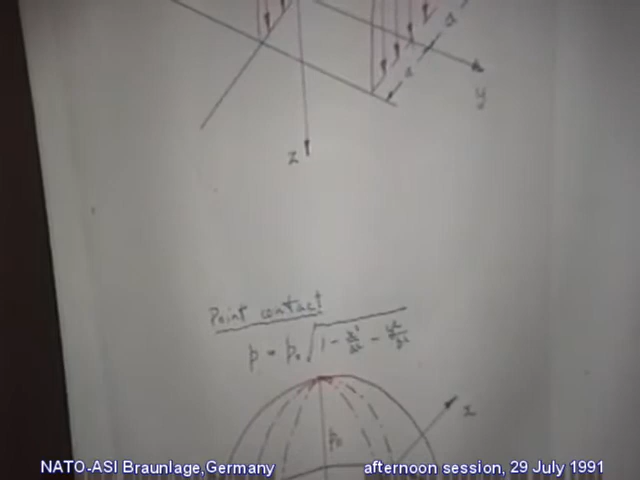 a
a
y
z
Point contact
p = p₀ √1 - x²/a² - y²/b²
x
p₀
NATO-ASI Braunlage,Germany afternoon session, 29 July 1991